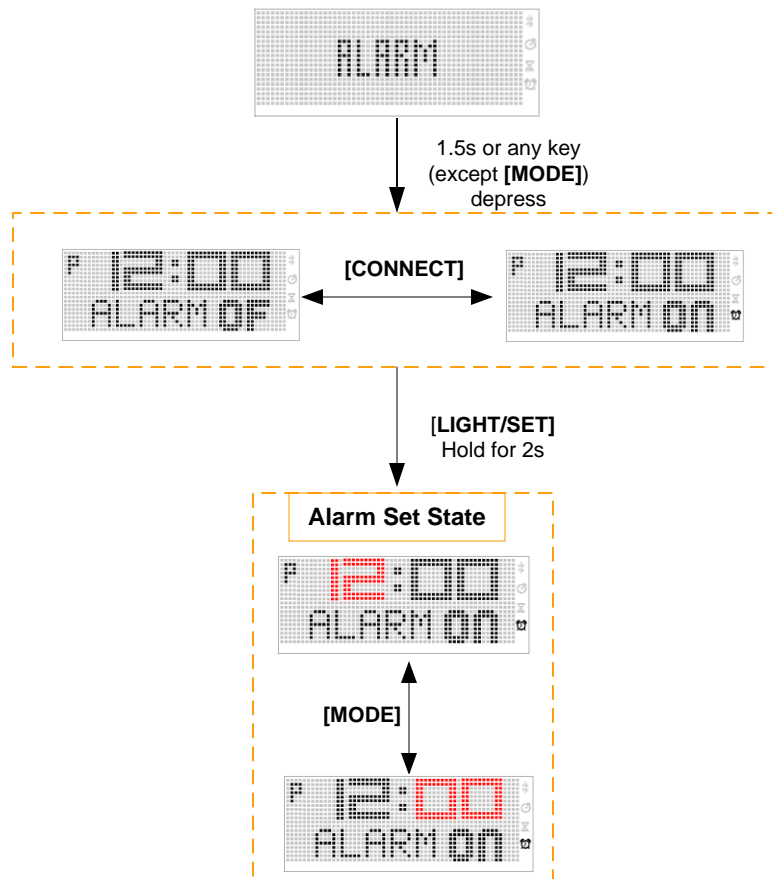 ALARM
1.5s or any key
(except [MODE])
depress
P 12:00
ALARM OF
[CONNECT]
P 12:00
ALARM ON
[LIGHT/SET]
Hold for 2s
Alarm Set State
P 12:00
ALARM ON
[MODE]
P 12:00
ALARM ON